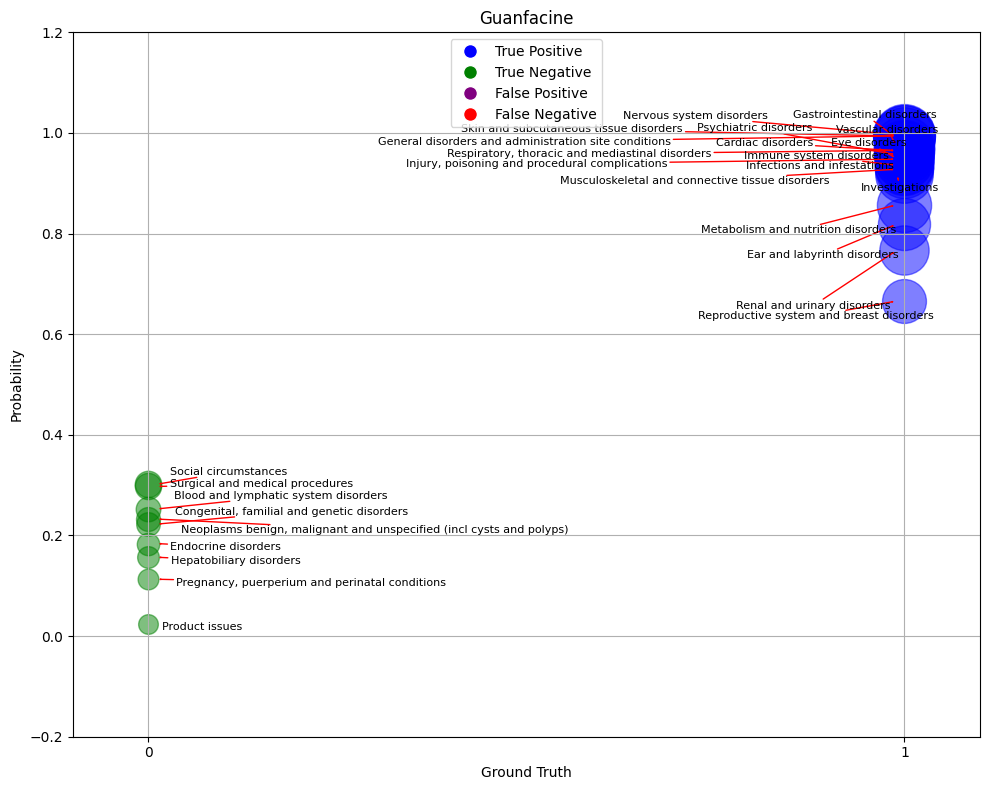 Guanfacine
1.2
True Positive
True Negative
False Positive
False Negative
Nervous system disorders
Gastrointestinal disorders
Skin and subcutaneous tissue disorders
Psychiatric disorders
Vascular disorders
1.0
General disorders and administration site conditions
Cardiac disorders
Eye disorders
Respiratory, thoracic and mediastinal disorders
Immune system disorders
Injury, poisoning and procedural complications
Infections and infestations
Musculoskeletal and connective tissue disorders
Investigations
Metabolism and nutrition disorders
0.8
Ear and labyrinth disorders
Renal and urinary disorders
Reproductive system and breast disorders
0.6
0.4
Social circumstances
Surgical and medical procedures
Blood and lymphatic system disorders
Congenital, familial and genetic disorders
Neoplasms benign, malignant and unspecified (incl cysts and polyps)
0.2
Endocrine disorders
Hepatobiliary disorders
Pregnancy, puerperium and perinatal conditions
Product issues
0.0
−0.2
Probability
0
1
Ground Truth